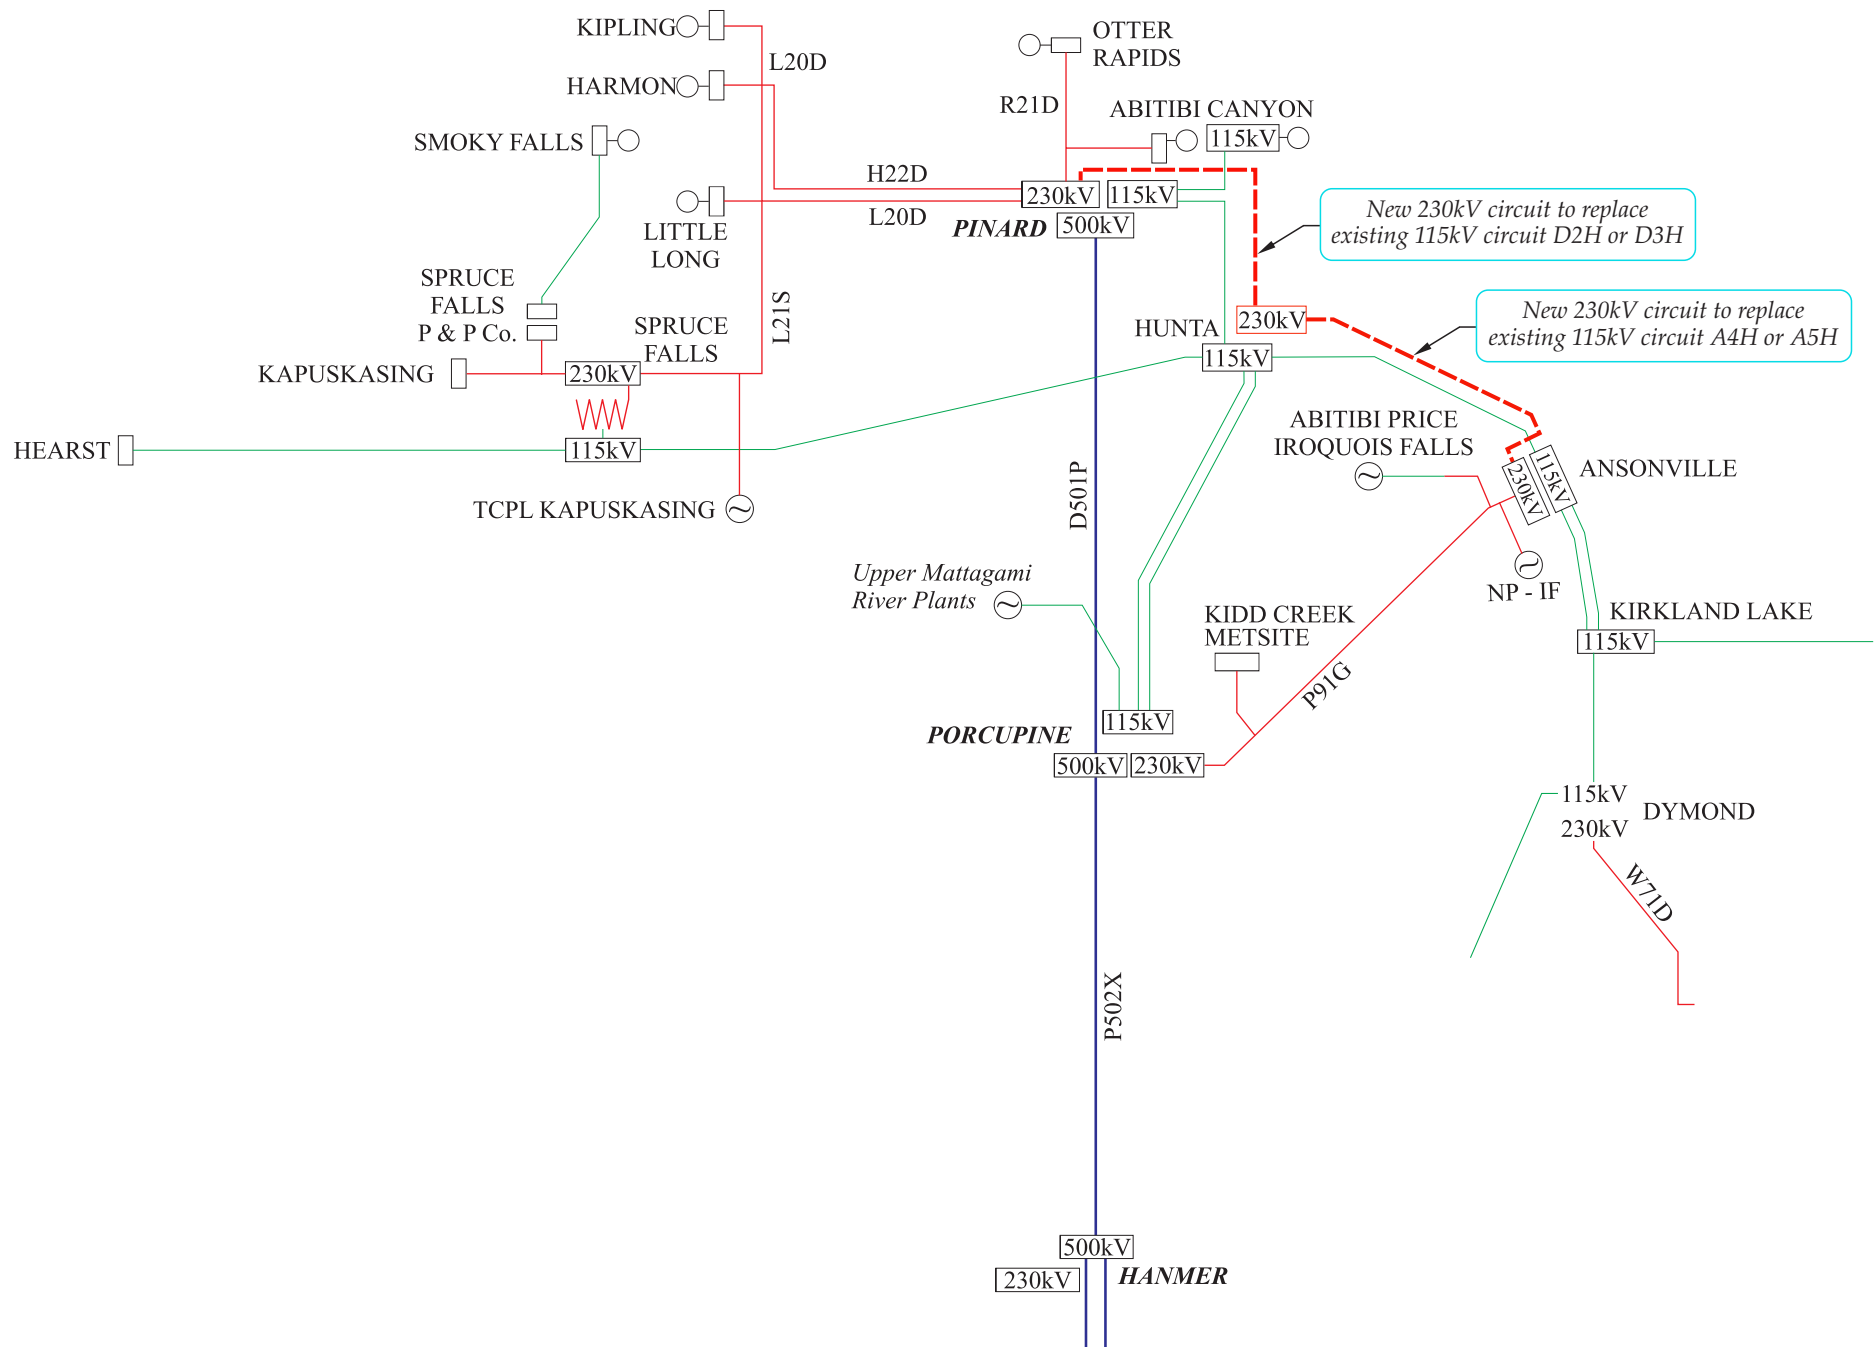 KIPLING
L20D
HARMON
SMOKY FALLS
OTTER
RAPIDS
R21D
ABITIBI CANYON
115kV
H22D
230kV
115kV
L20D
500kV
PINARD
LITTLE
LONG
New 230kV circuit to replace
existing 115kV circuit D2H or D3H
SPRUCE
FALLS
P & P Co.
SPRUCE
FALLS
L21S
HUNTA
230kV
115kV
New 230kV circuit to replace
existing 115kV circuit A4H or A5H
KAPUSKASING
230kV
HEARST
115kV
TCPL KAPUSKASING
D501P
ABITIBI PRICE
IROQUOIS FALLS
115kV
230kV
ANSONVILLE
NP - IF
Upper Mattagami
River Plants
KIDD CREEK
METSITE
P91G
KIRKLAND LAKE
115kV
115kV
PORCUPINE
500kV
230kV
115kV
230kV
DYMOND
W71D
P502X
500kV
230kV
HANMER